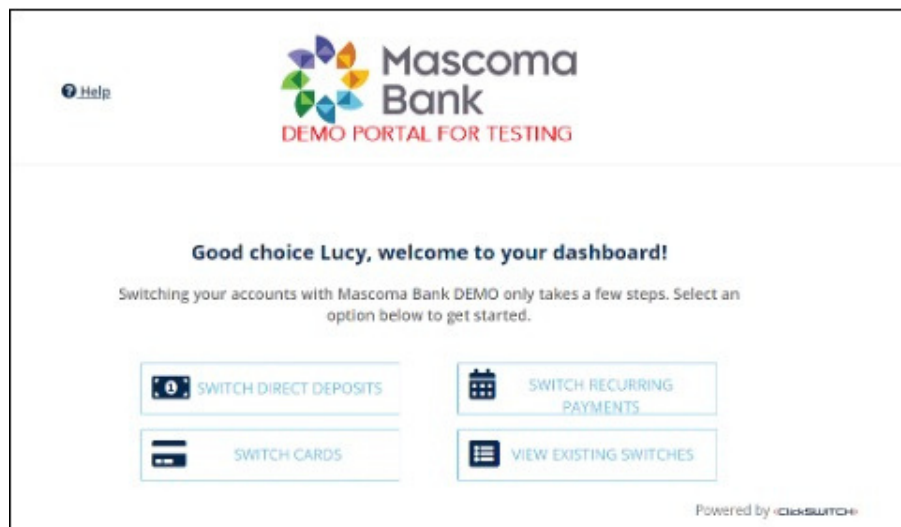 Help
Mascoma
Bank
DEMO PORTAL FOR TESTING
Good choice Lucy, welcome to your dashboard!
Switching your accounts with Mascoma Bank DEMO only takes a few steps. Select an
option below to get started.
SWITCH DIRECT DEPOSITS
SWITCH RECURRING
PAYMENTS
SWITCH CARDS
VIEW EXISTING SWITCHES
Powered by ClickSWITCH